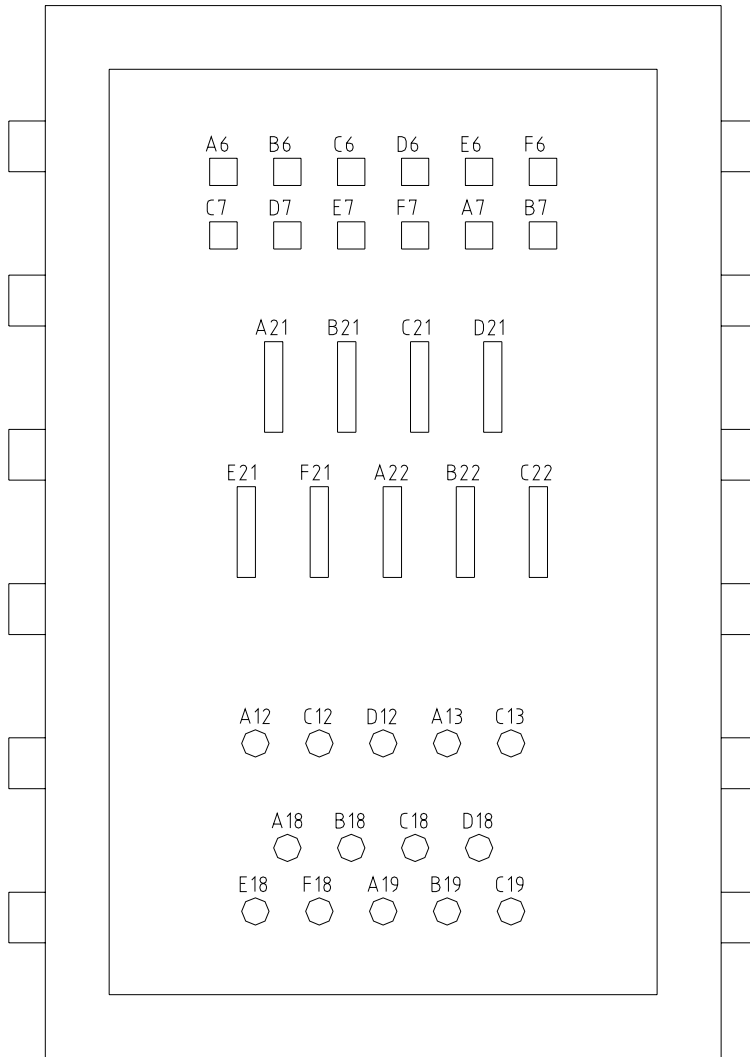 A6 B6 C6 D6 E6 F6
C7 D7 E7 F7 A7 B7
A21 B21 C21 D21
E21 F21 A22 B22 C22
A12 C12 D12 A13 C13
A18 B18 C18 D18
E18 F18 A19 B19 C19